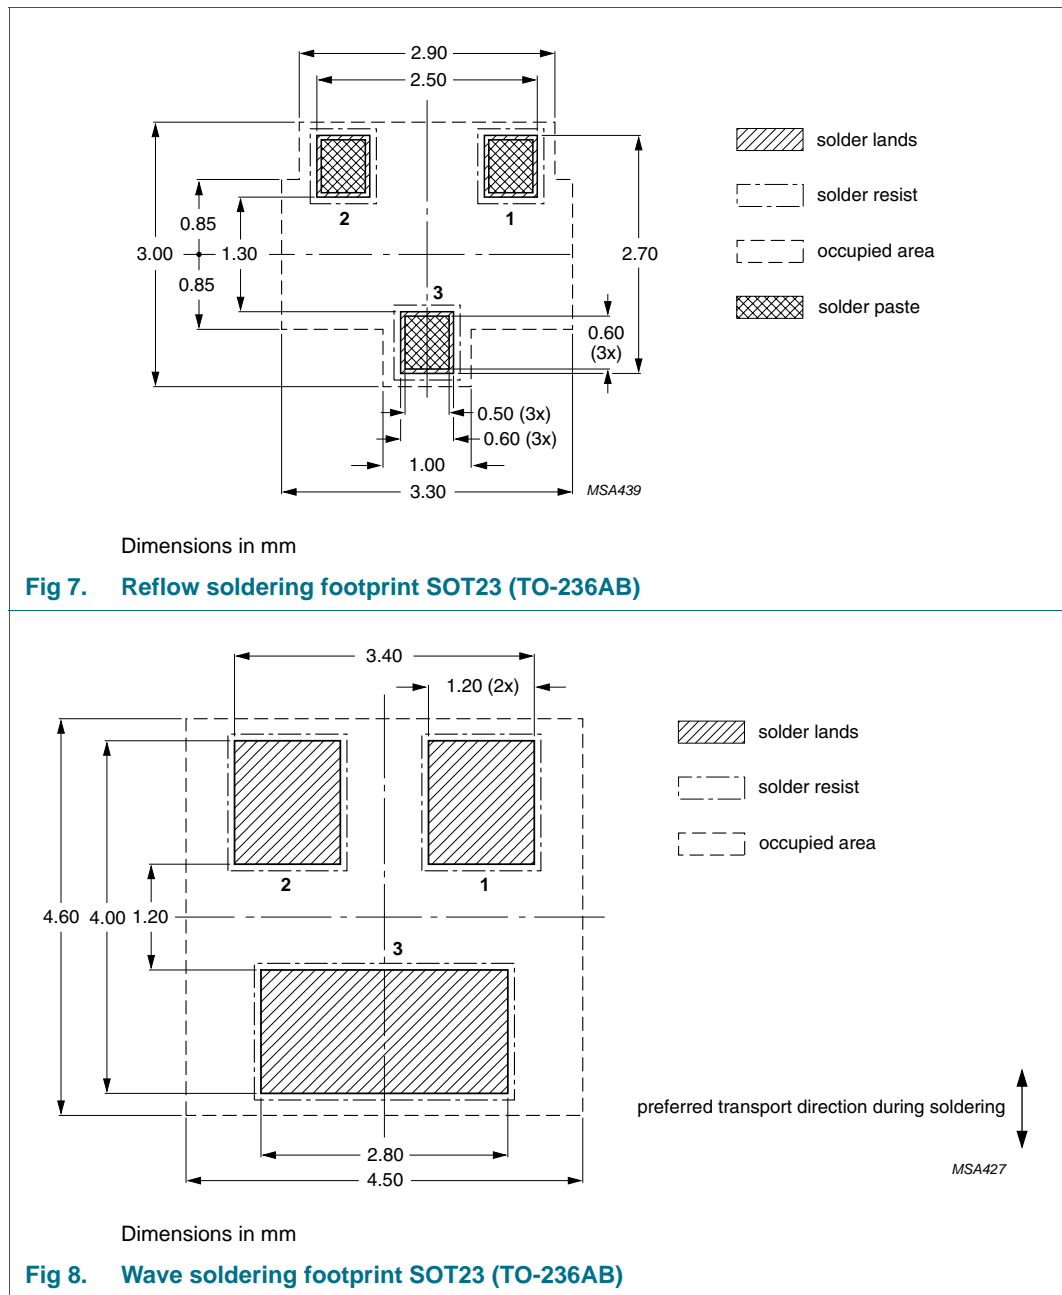 2.90
2.50
solder lands
solder resist
0.85
2
1
3.00
1.30
2.70
occupied area
0.85
3
solder paste
0.60
(3x)
0.50 (3x)
0.60 (3x)
1.00
3.30
MSA439
Dimensions in mm
Fig 7. Reflow soldering footprint SOT23 (TO-236AB)
3.40
1.20 (2x)
solder lands
solder resist
occupied area
2
1
4.60
4.00
1.20
3
preferred transport direction during soldering
2.80
4.50
MSA427
Dimensions in mm
Fig 8. Wave soldering footprint SOT23 (TO-236AB)